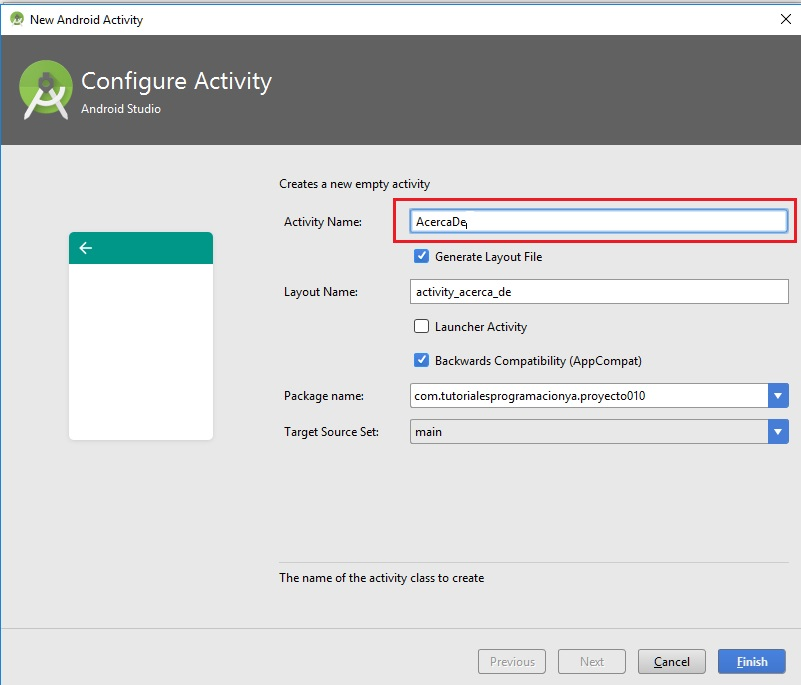 New Android Activity
Configure Activity
Android Studio
Creates a new empty activity
Activity Name: AcercaDe
Generate Layout File
Layout Name: activity_acerca_de
Launcher Activity
Backwards Compatibility (AppCompat)
Package name: com.tutorialesprogramacionya.proyecto010
Target Source Set: main
The name of the activity class to create
Previous Next Cancel Finish